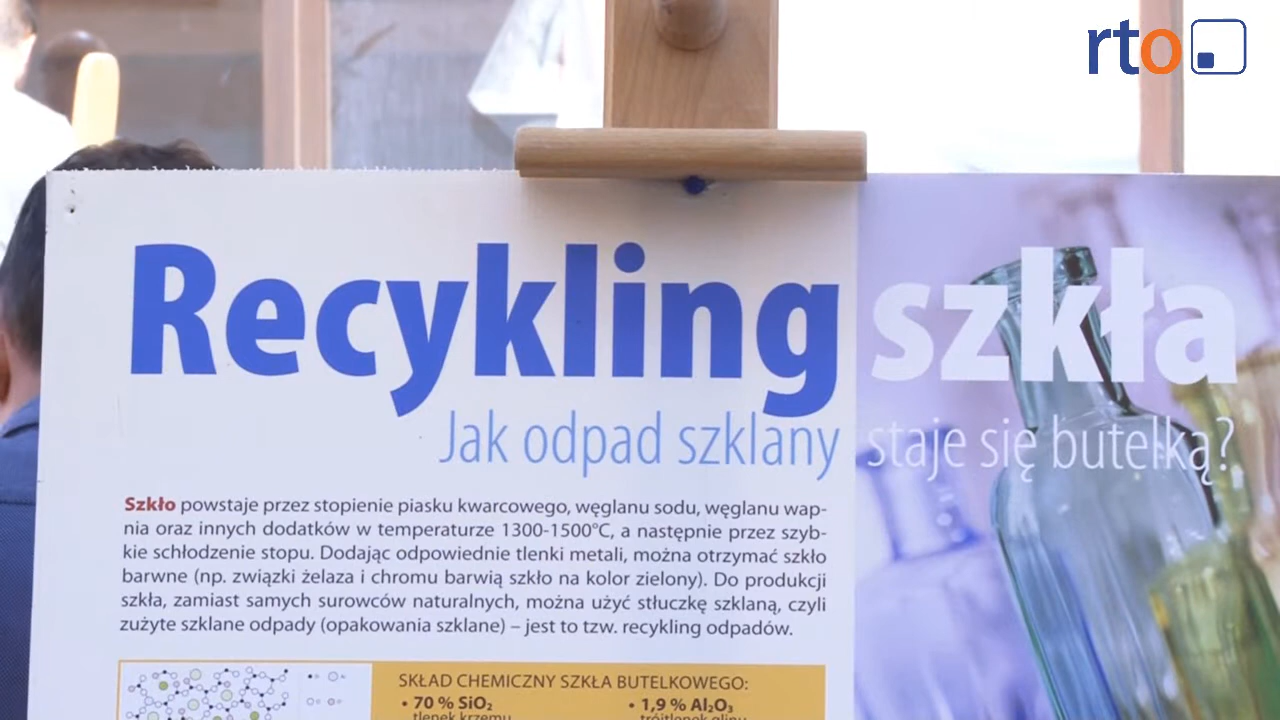 rto
Recykling szkła
Jak odpad szklany staje się butelką?
Szkło powstaje przez stopienie piasku kwarcowego, węglanu sodu, węglanu wap-
nia oraz innych dodatków w temperaturze 1300-1500°C, a następnie przez szyb-
kie schłodzenie stopu. Dodając odpowiednie tlenki metali, można otrzymać szkło
barwne (np. związki żelaza i chromu barwią szkło na kolor zielony). Do produkcji
szkła, zamiast samych surowców naturalnych, można użyć stłuczkę szklaną, czyli
zużyte szklane odpady (opakowania szklane) – jest to tzw. recykling odpadów.
SKŁAD CHEMICZNY SZKŁA BUTELKOWEGO:
• 70 % SiO₂ • 1,9 % Al₂O₃
tlenek krzemu trójtlenek glinu